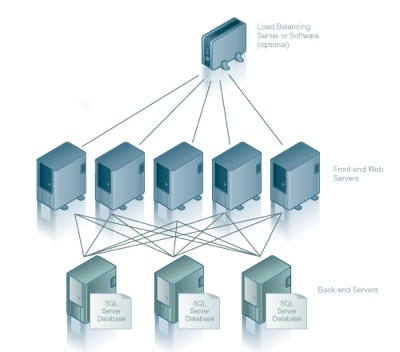 Load-Balancing
Server or Software
(optional)
Front-end Web
Servers
Back-end Servers
SQL
Server
Database
SQL
Server
Database
SQL
Server
Database